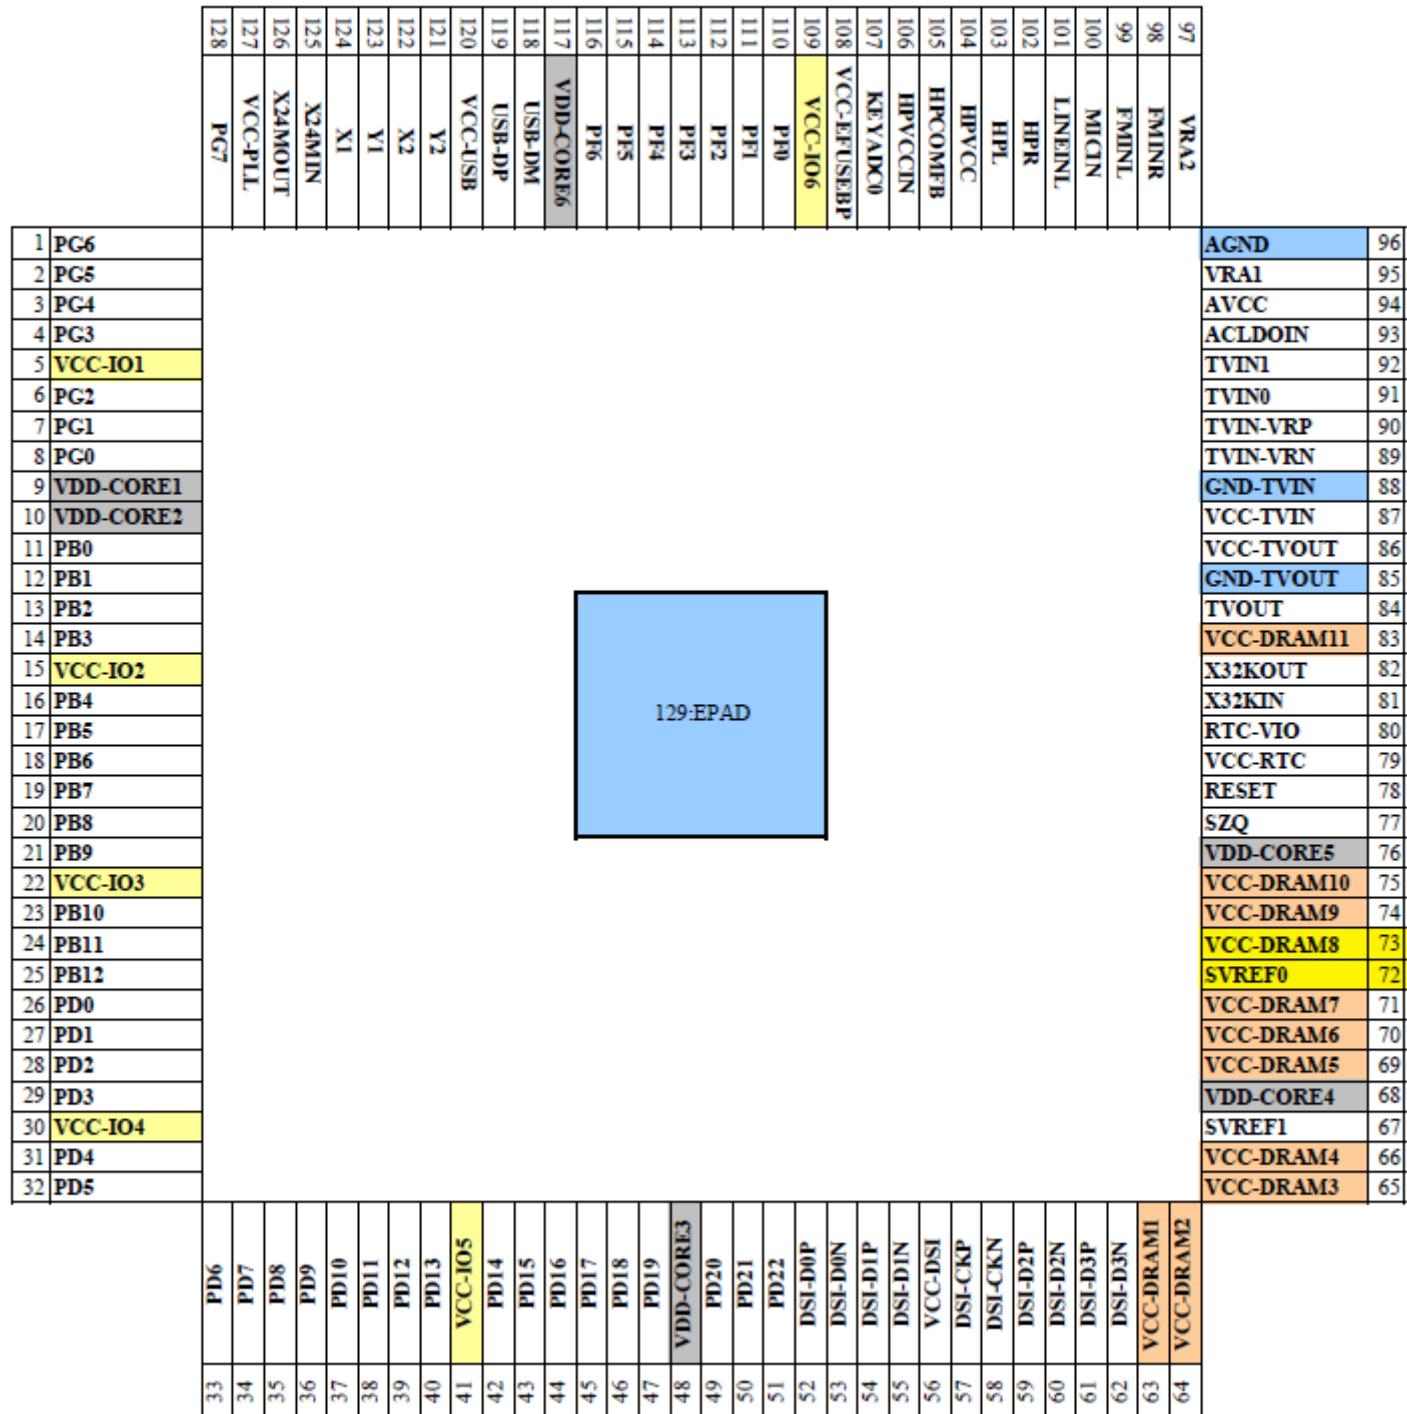 128 127 126 125 124 123 122 121 120 119 118 117 116 115 114 113 112 111 110 109 108 107 106 105 104 103 102 101 100 99 98 97
PG7 VCC-PLL X24MOUT X24MIN X1 Y1 X2 Y2 VCC-USB USB-DP USB-DM VDD-CORE6 PF6 PF5 PF4 PF3 PF2 PF1 PF0 VCC-IO6 VCC-EFUSEBP KEYADC0 HPVCCIN HPCOMFB HPVCC HPL HPR LINEINL MICIN FMINL FMINR VRA2
1 PG6
2 PG5
3 PG4
4 PG3
5 VCC-IO1
6 PG2
7 PG1
8 PG0
9 VDD-CORE1
10 VDD-CORE2
11 PB0
12 PB1
13 PB2
14 PB3
15 VCC-IO2
16 PB4
17 PB5
18 PB6
19 PB7
20 PB8
21 PB9
22 VCC-IO3
23 PB10
24 PB11
25 PB12
26 PD0
27 PD1
28 PD2
29 PD3
30 VCC-IO4
31 PD4
32 PD5
129:EPAD
AGND 96
VRA1 95
AVCC 94
ACLDOIN 93
TVIN1 92
TVIN0 91
TVIN-VRP 90
TVIN-VRN 89
GND-TVIN 88
VCC-TVIN 87
VCC-TVOUT 86
GND-TVOUT 85
TVOUT 84
VCC-DRAM11 83
X32KOUT 82
X32KIN 81
RTC-VIO 80
VCC-RTC 79
RESET 78
SZQ 77
VDD-CORE5 76
VCC-DRAM10 75
VCC-DRAM9 74
VCC-DRAM8 73
SVREF0 72
VCC-DRAM7 71
VCC-DRAM6 70
VCC-DRAM5 69
VDD-CORE4 68
SVREF1 67
VCC-DRAM4 66
VCC-DRAM3 65
PD6 PD7 PD8 PD9 PD10 PD11 PD12 PD13 VCC-IO5 PD14 PD15 PD16 PD17 PD18 PD19 VDD-CORE3 PD20 PD21 PD22 DSI-D0P DSI-D0N DSI-D1P DSI-D1N VCC-DSI DSI-CKP DSI-CKN DSI-D2P DSI-D2N DSI-D3P DSI-D3N VCC-DRAM1 VCC-DRAM2
33 34 35 36 37 38 39 40 41 42 43 44 45 46 47 48 49 50 51 52 53 54 55 56 57 58 59 60 61 62 63 64